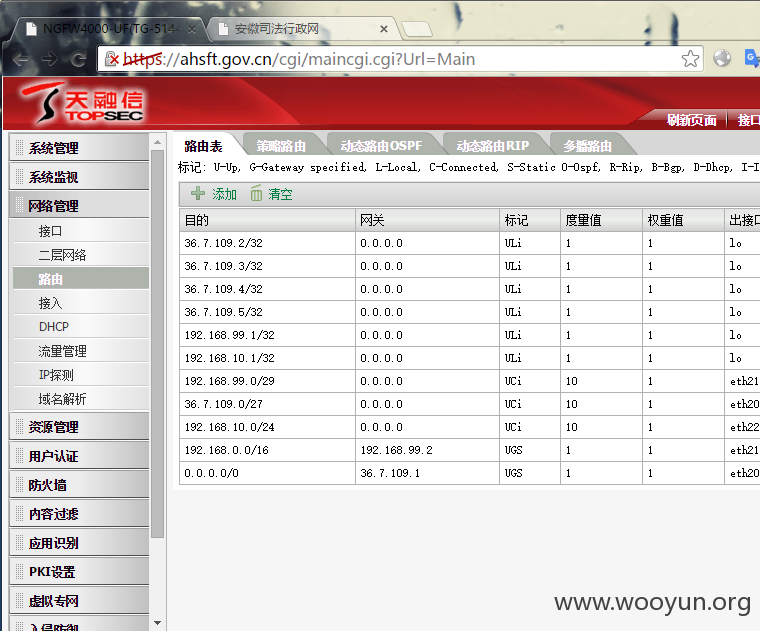 NGFW4000-UF(TG-514
安徽司法行政网
https://ahsft.gov.cn/cgi/maincgi.cgi?Url=Main
天融信
TOPSEC
刷新页面 接口
系统管理
系统监视
网络管理
接口
二层网络
路由
接入
DHCP
流量管理
IP探测
域名解析
资源管理
用户认证
防火墙
内容过滤
应用识别
PKI设置
虚拟专网
入侵防御
路由表 策略路由 动态路由OSPF 动态路由RIP 多播路由
标记: U-Up, G-Gateway specified, L-Local, C-Connected, S-Static O-Ospf, R-Rip, B-Bgp, D-Dhcp, I-I
添加 清空
目的 网关 标记 度量值 权重值 出接口
36.7.109.2/32 0.0.0.0 ULi 1 1 lo
36.7.109.3/32 0.0.0.0 ULi 1 1 lo
36.7.109.4/32 0.0.0.0 ULi 1 1 lo
36.7.109.5/32 0.0.0.0 ULi 1 1 lo
192.168.99.1/32 0.0.0.0 ULi 1 1 lo
192.168.10.1/32 0.0.0.0 ULi 1 1 lo
192.168.99.0/29 0.0.0.0 UCi 10 1 eth21
36.7.109.0/27 0.0.0.0 UCi 10 1 eth20
192.168.10.0/24 0.0.0.0 UCi 10 1 eth22
192.168.0.0/16 192.168.99.2 UGS 1 1 eth21
0.0.0.0/0 36.7.109.1 UGS 1 1 eth20
www.wooyun.org